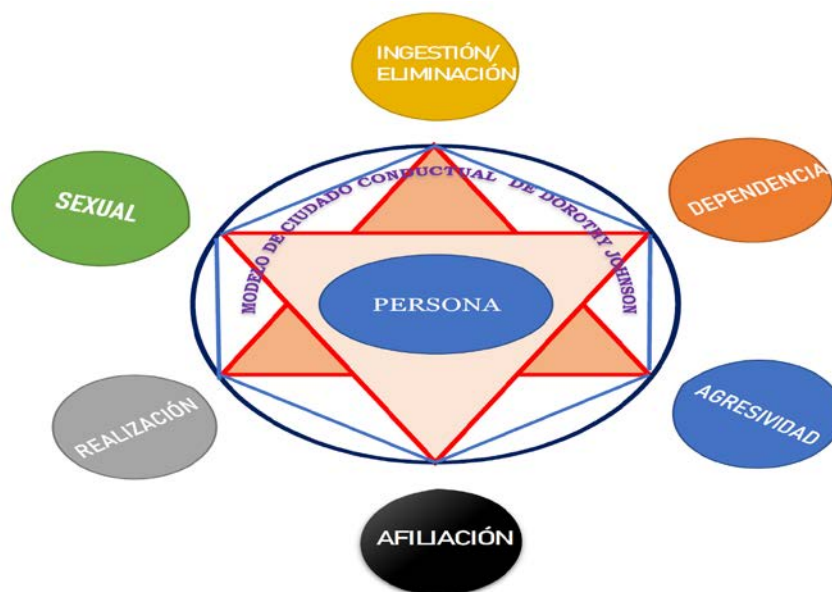 INGESTIÓN/
ELIMINACIÓN
SEXUAL
DEPENDENCIA
MODELO DE CIUDADO CONDUCTUAL DE DOROTHY JOHNSON
PERSONA
REALIZACIÓN
AGRESIVIDAD
AFILIACIÓN